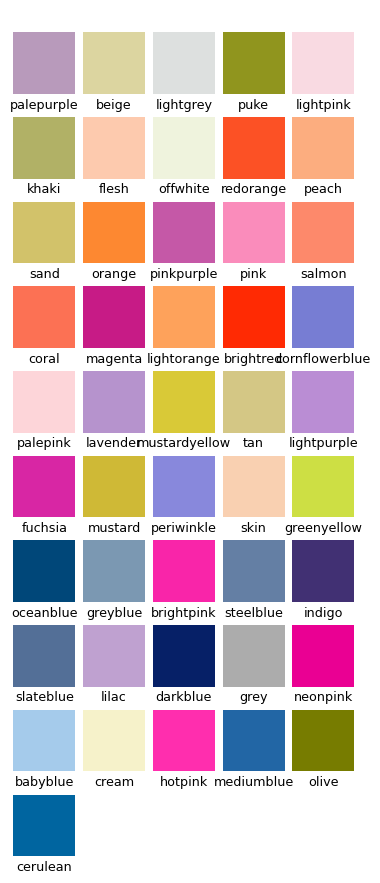 palepurple beige lightgrey puke lightpink
khaki flesh offwhite redorange peach
sand orange pinkpurple pink salmon
coral magenta lightorange brightred cornflowerblue
palepink lavender mustardyellow tan lightpurple
fuchsia mustard periwinkle skin greenyellow
oceanblue greyblue brightpink steelblue indigo
slateblue lilac darkblue grey neonpink
babyblue cream hotpink mediumblue olive
cerulean